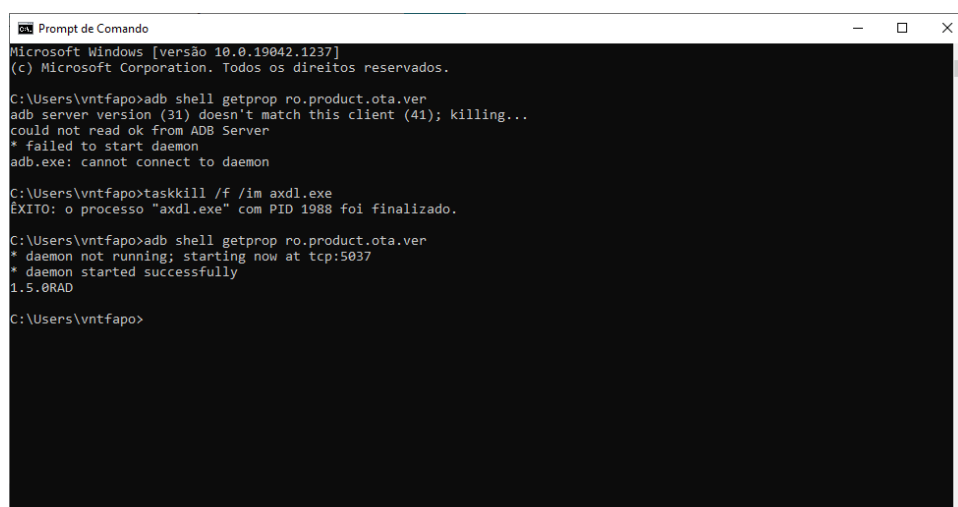 Prompt de Comando
Microsoft Windows [versão 10.0.19042.1237]
(c) Microsoft Corporation. Todos os direitos reservados.
C:\Users\vntfapo>adb shell getprop ro.product.ota.ver
adb server version (31) doesn't match this client (41); killing...
could not read ok from ADB Server
* failed to start daemon
adb.exe: cannot connect to daemon
C:\Users\vntfapo>taskkill /f /im axdl.exe
ÊXITO: o processo "axdl.exe" com PID 1988 foi finalizado.
C:\Users\vntfapo>adb shell getprop ro.product.ota.ver
* daemon not running; starting now at tcp:5037
* daemon started successfully
1.5.0RAD
C:\Users\vntfapo>